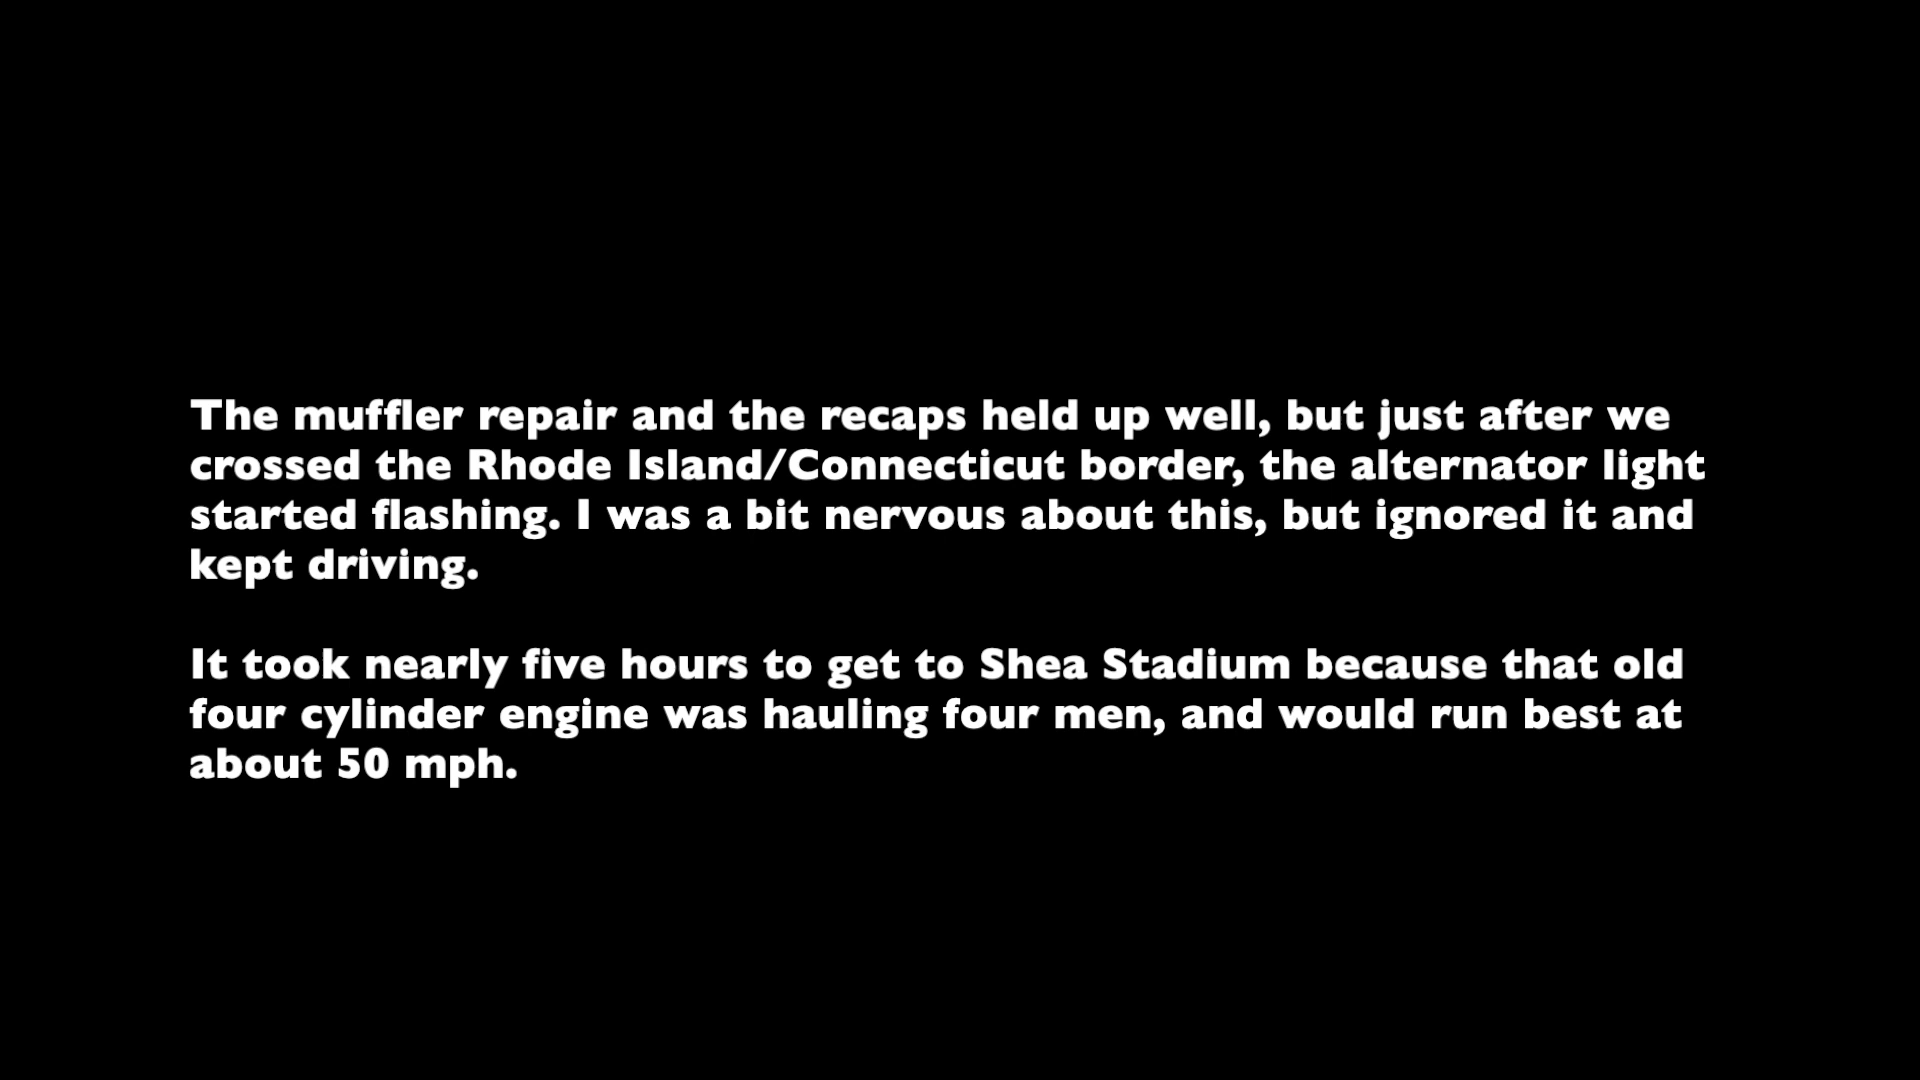 The muffler repair and the recaps held up well, but just after we
crossed the Rhode Island/Connecticut border, the alternator light
started flashing. I was a bit nervous about this, but ignored it and
kept driving.
It took nearly five hours to get to Shea Stadium because that old
four cylinder engine was hauling four men, and would run best at
about 50 mph.